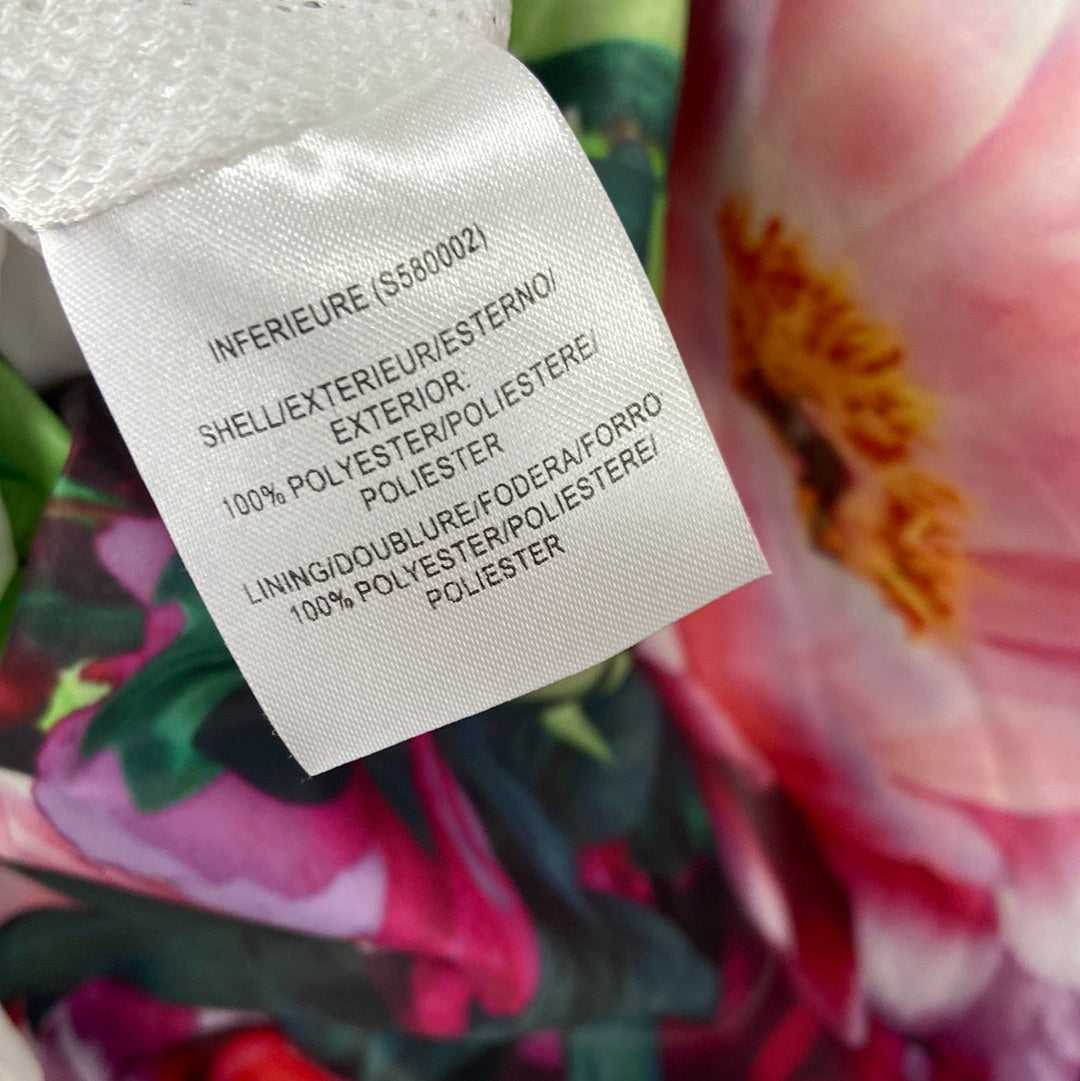 INFERIEURE (S580002)
SHELL/EXTERIEUR/ESTERNO/
EXTERIOR:
100% POLYESTER/POLIESTERE/
POLIESTER
LINING/DOUBLURE/FODERA/FORRO
100% POLYESTER/POLIESTERE/
POLIESTER